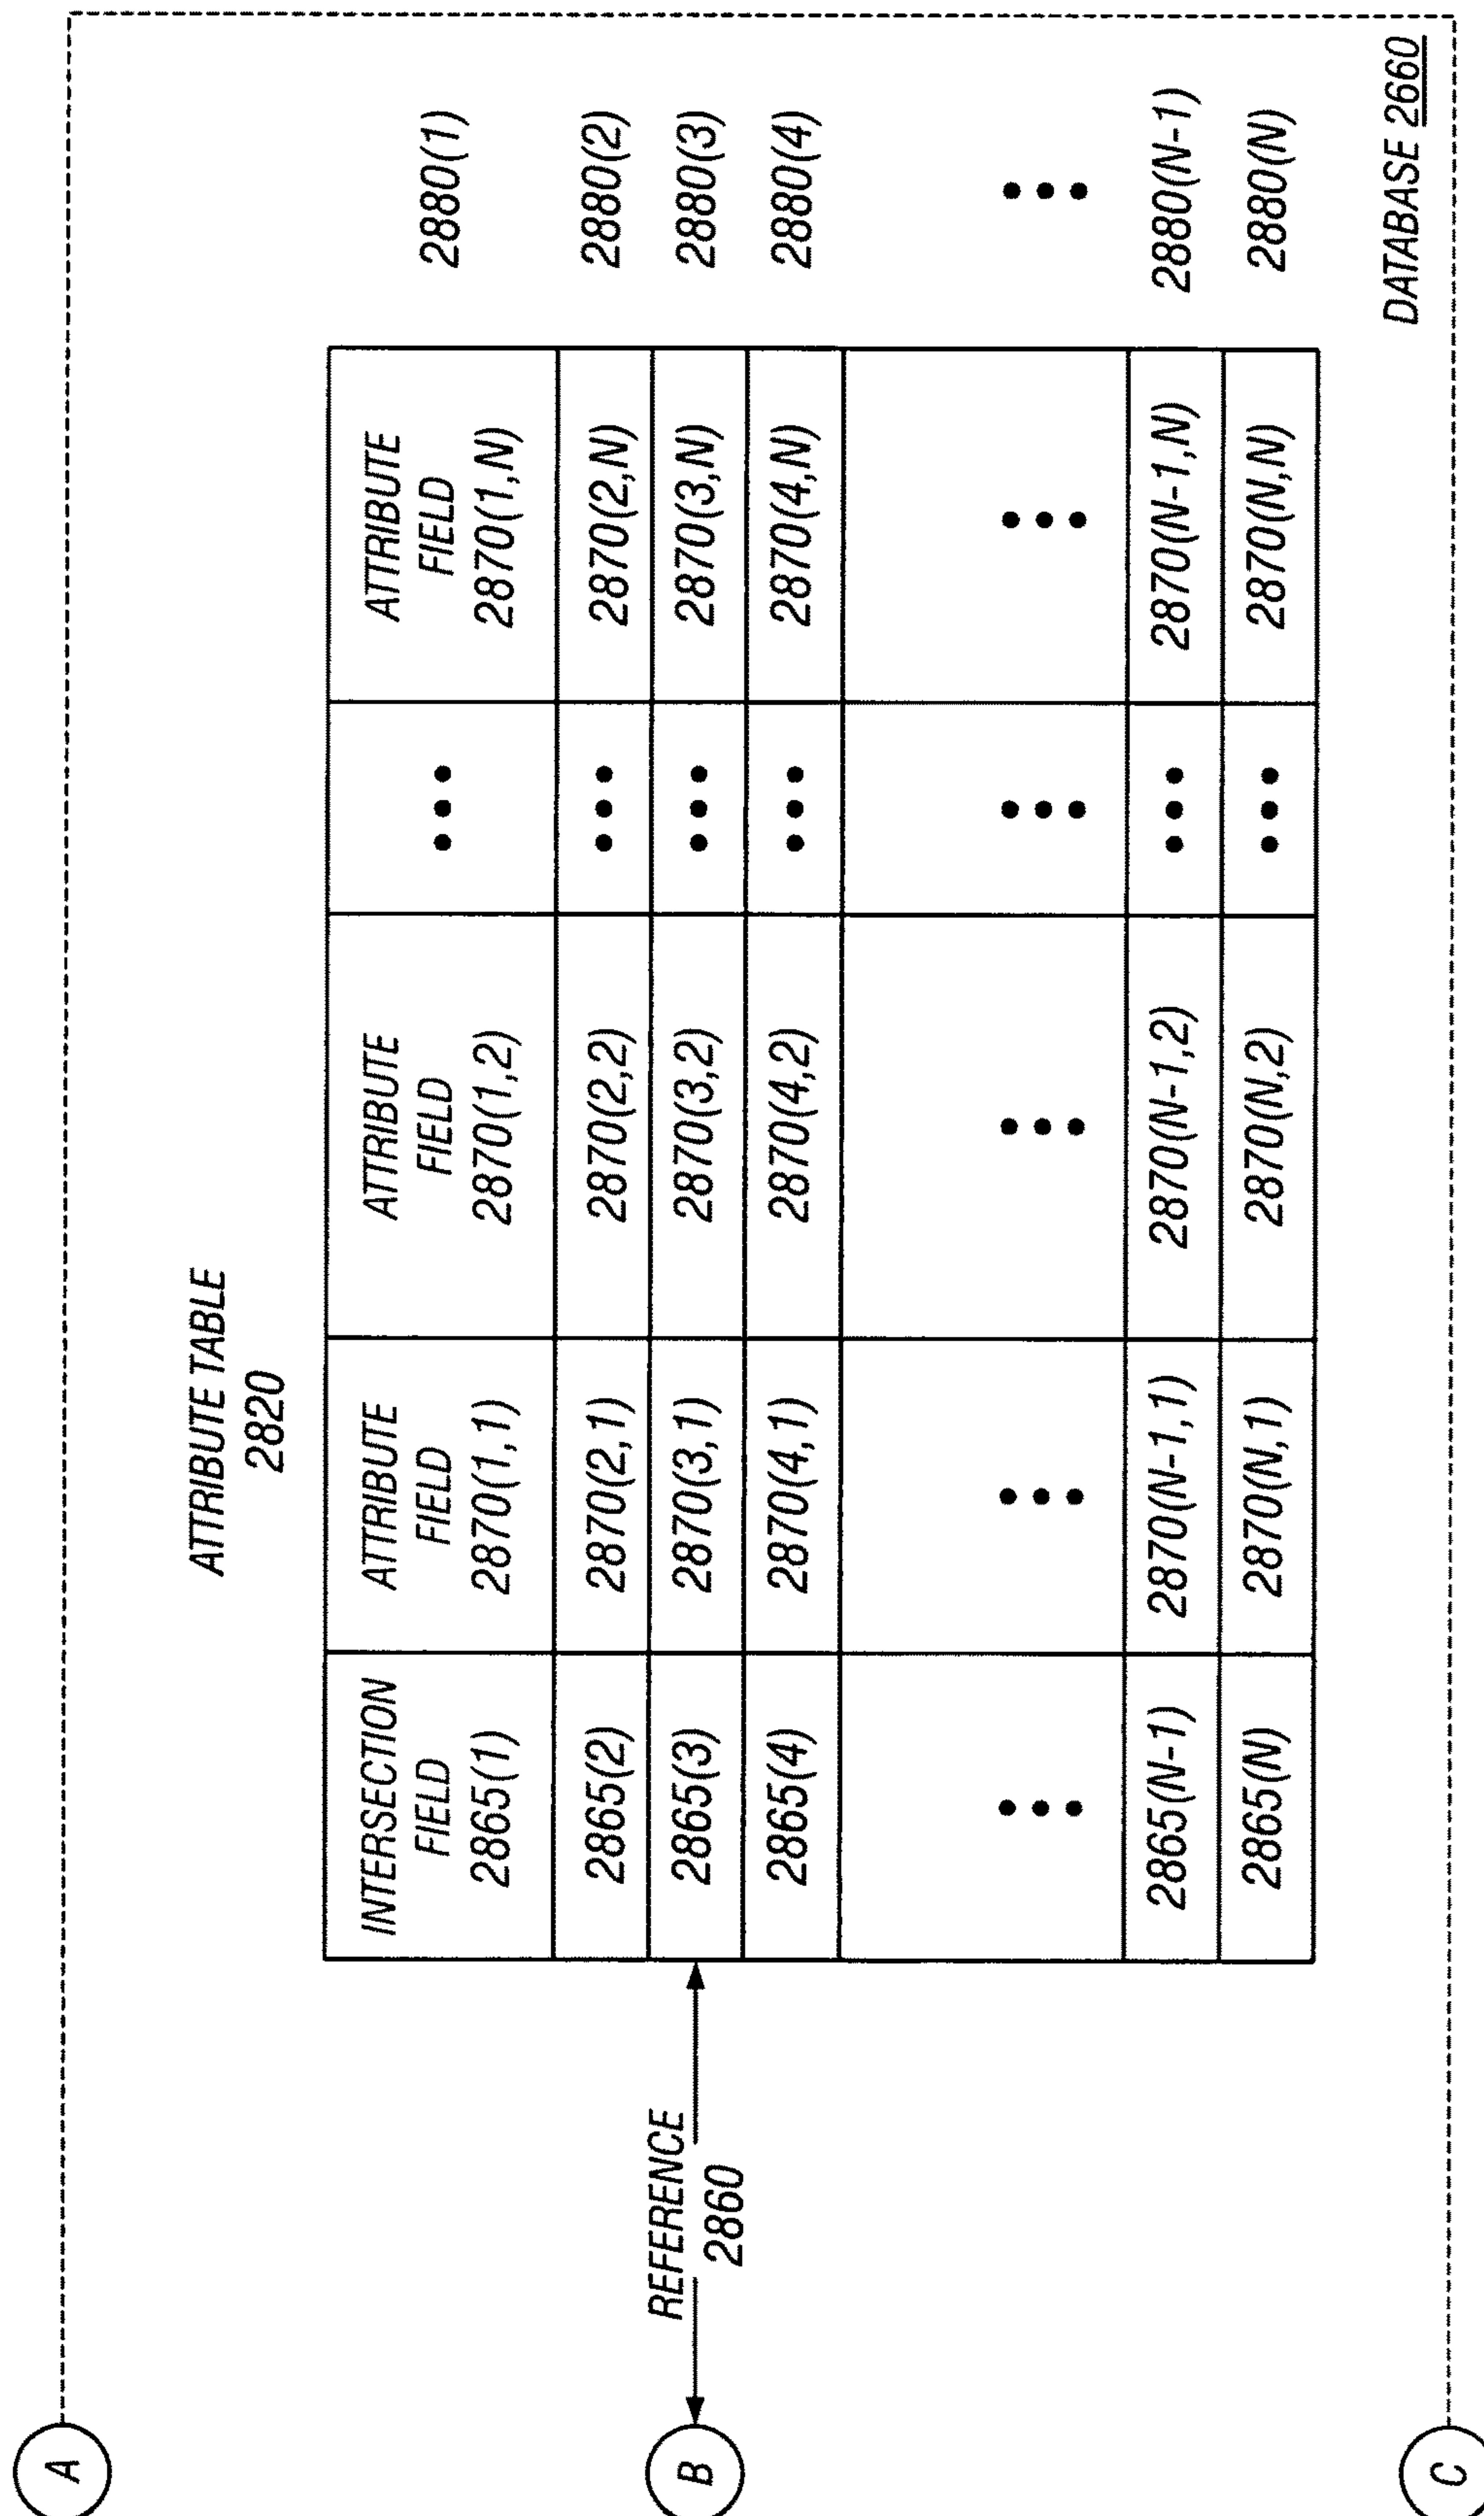 A
ATTRIBUTE TABLE
2820
INTERSECTION
FIELD
2865(1)
ATTRIBUTE
FIELD
2870(1,1)
ATTRIBUTE
FIELD
2870(1,2)
•••
ATTRIBUTE
FIELD
2870(1,N)
2880(1)
2865(2)
2870(2,1)
2870(2,2)
•••
2870(2,N)
2880(2)
B
REFERENCE
2860
2865(3)
2870(3,1)
2870(3,2)
•••
2870(3,N)
2880(3)
2865(4)
2870(4,1)
2870(4,2)
•••
2870(4,N)
2880(4)
2865(N-1)
2870(N-1,1)
2870(N-1,2)
•••
2870(N-1,N)
2880(N-1)
2865(N)
2870(N,1)
2870(N,2)
•••
2870(N,N)
2880(N)
DATABASE 2660
C